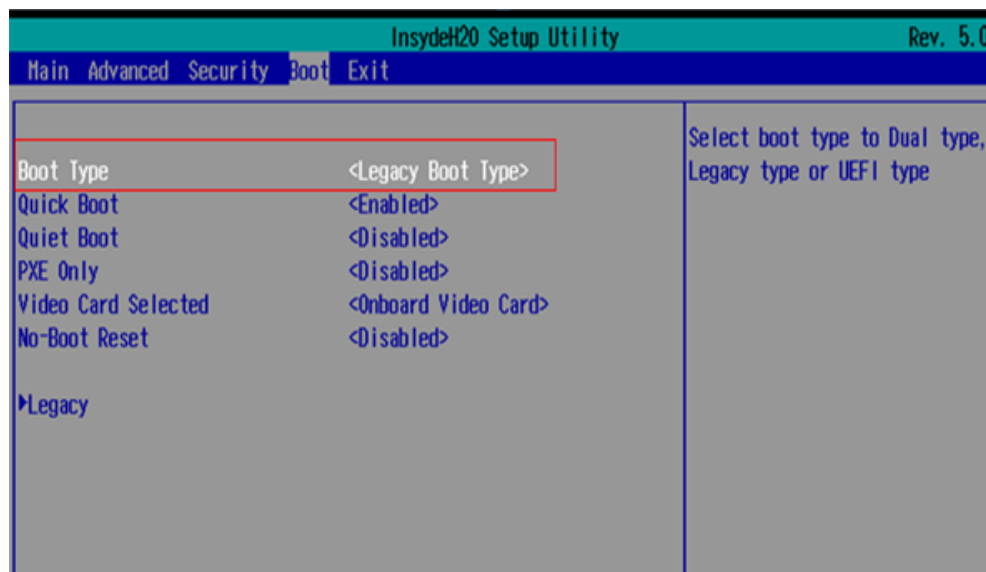 InsydeH20 Setup Utility Rev. 5.0
Main Advanced Security Boot Exit
Boot Type <Legacy Boot Type>
Quick Boot <Enabled>
Quiet Boot <Disabled>
PXE Only <Disabled>
Video Card Selected <Onboard Video Card>
No-Boot Reset <Disabled>
▶Legacy
Select boot type to Dual type,
Legacy type or UEFI type